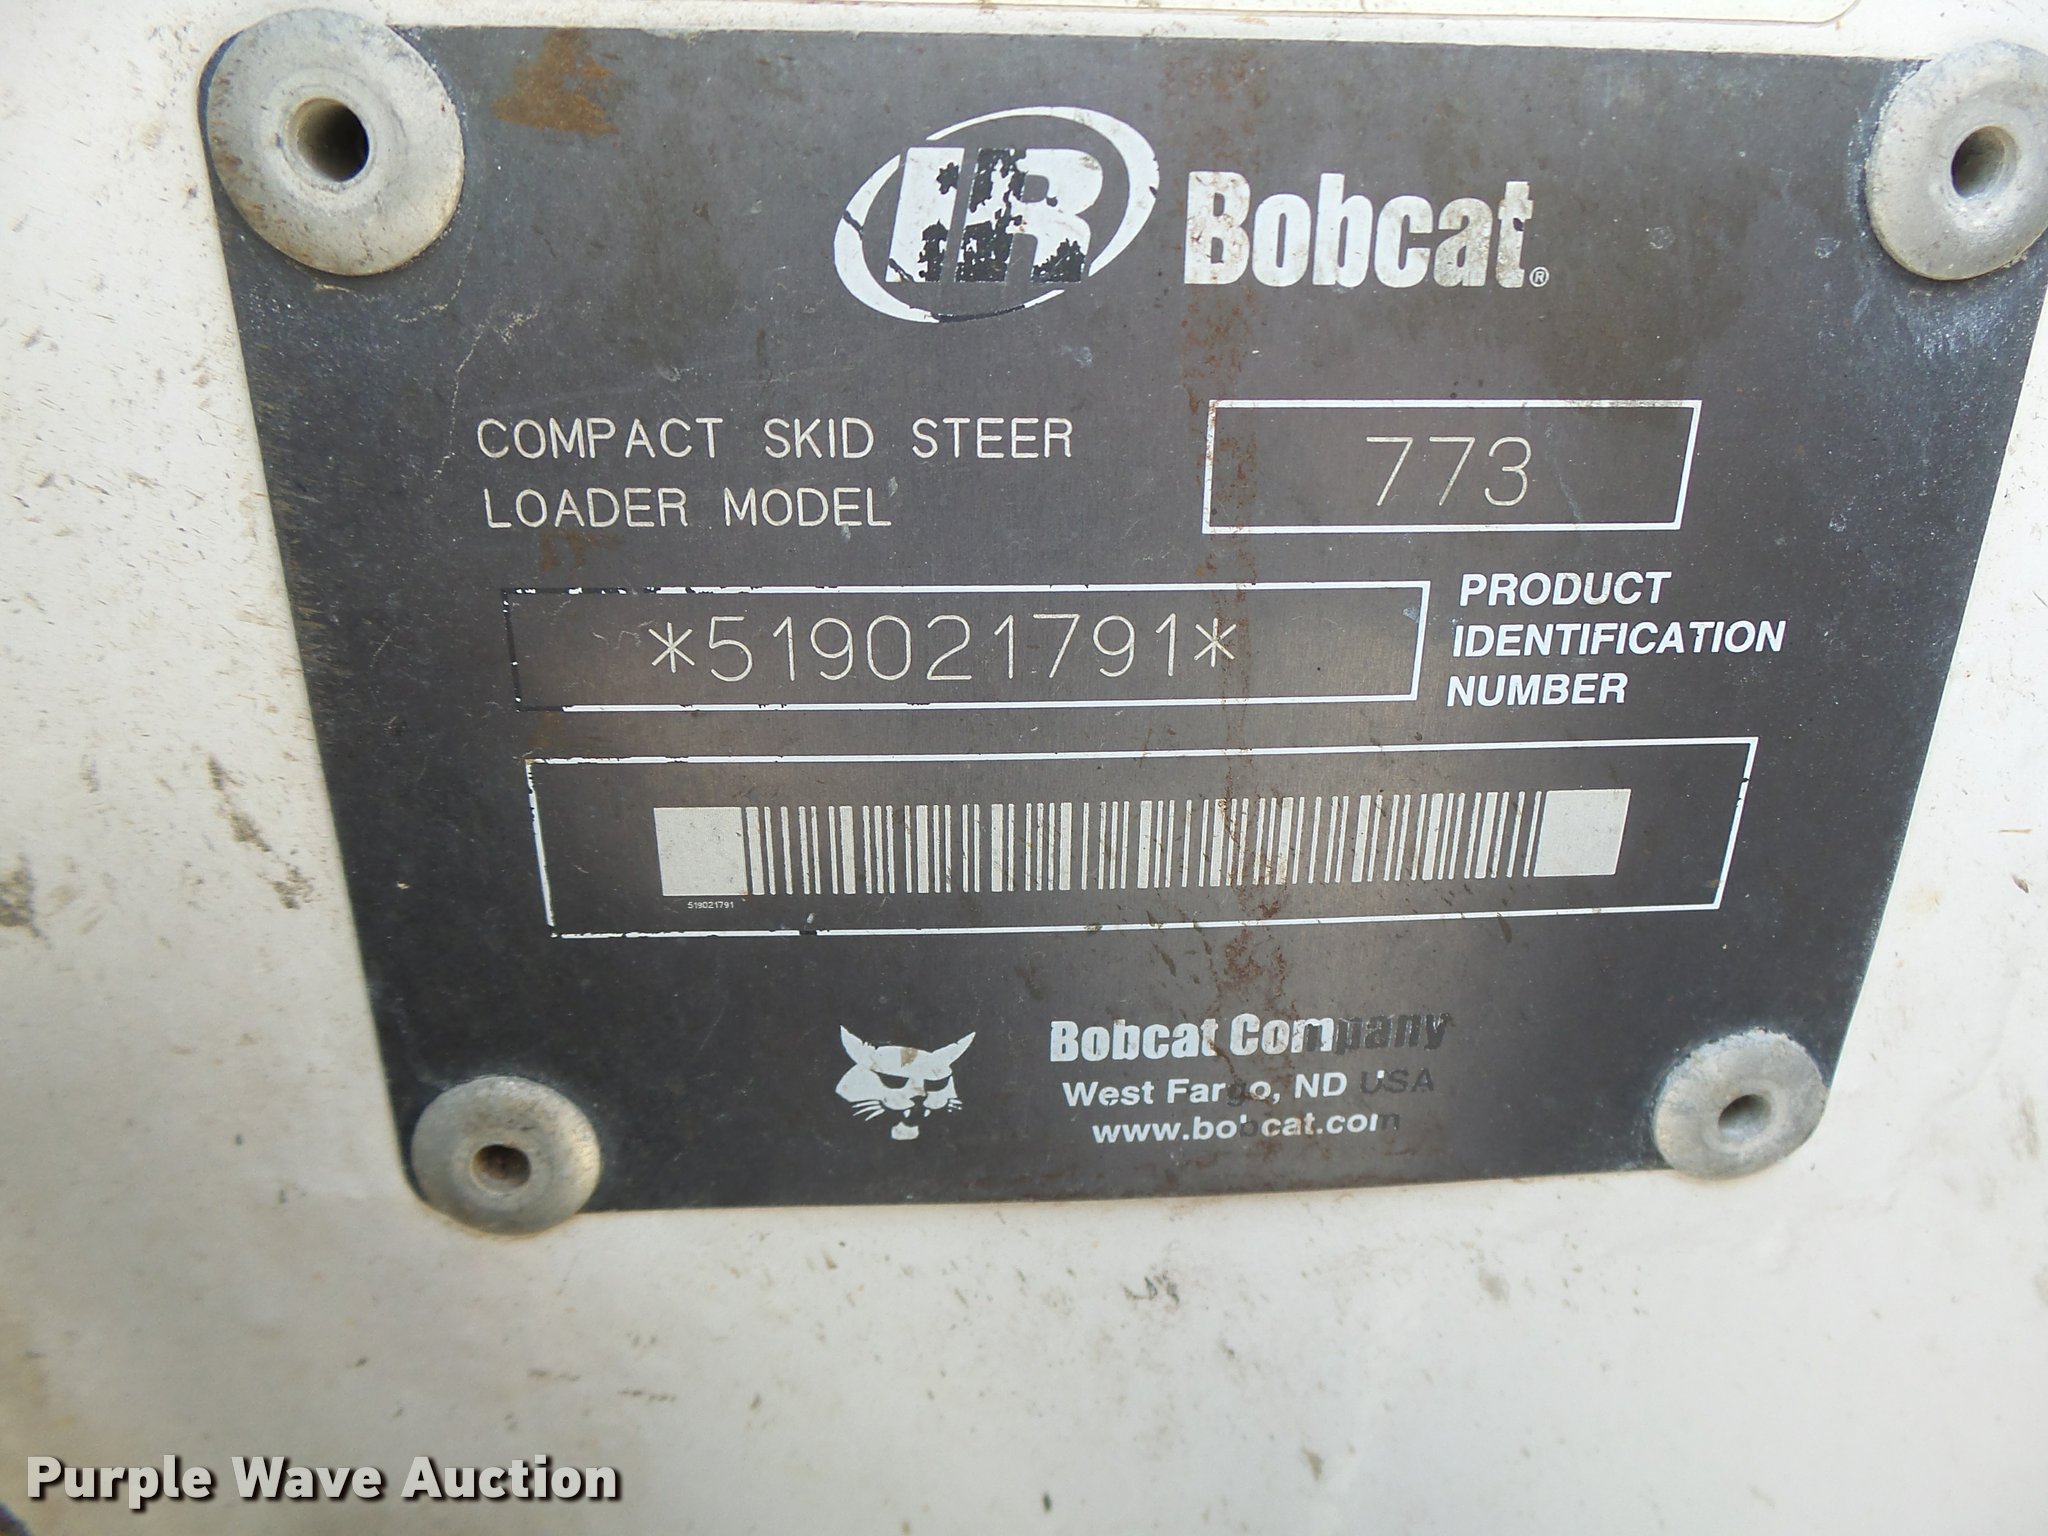 IR Bobcat®
COMPACT SKID STEER
LOADER MODEL
773
*519021791*
PRODUCT
IDENTIFICATION
NUMBER
519021791
Bobcat Company
West Fargo, ND USA
www.bobcat.com
Purple Wave Auction